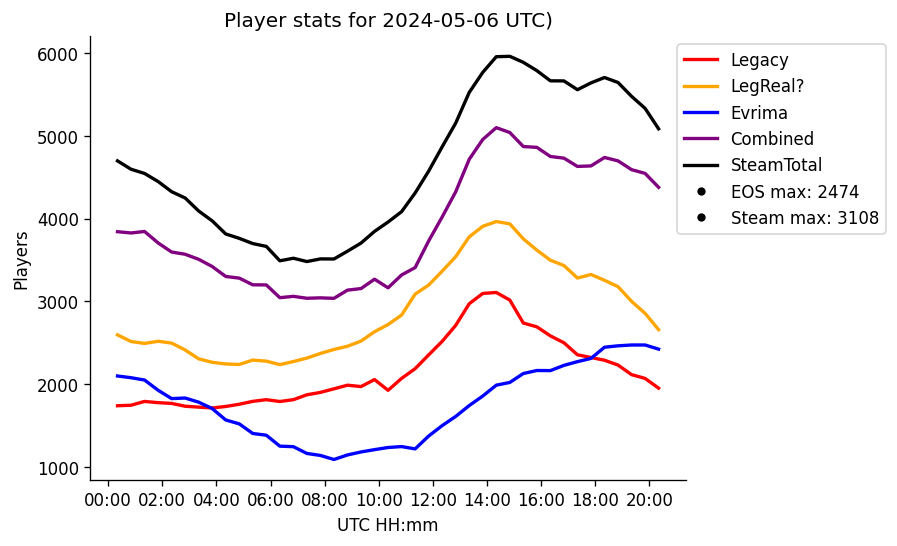 Player stats for 2024-05-06 UTC)
6000
5000
4000
3000
2000
1000
Players
00:00 02:00 04:00 06:00 08:00 10:00 12:00 14:00 16:00 18:00 20:00
UTC HH:mm
Legacy
LegReal?
Evrima
Combined
SteamTotal
EOS max: 2474
Steam max: 3108